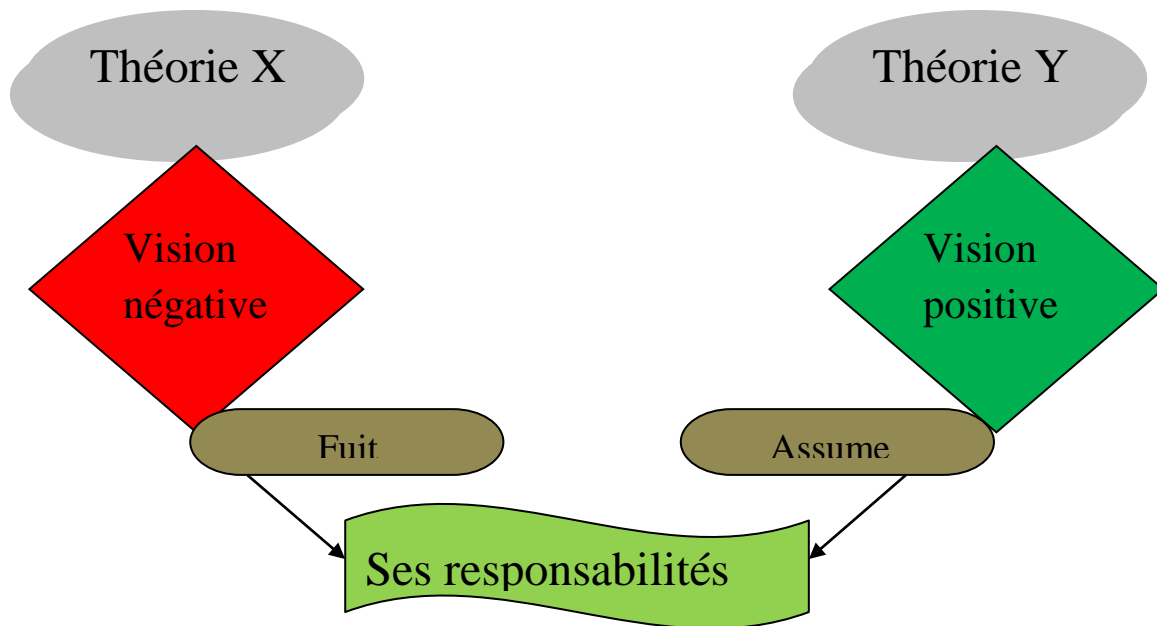 Théorie X
Théorie Y
Vision
négative
Vision
positive
Fuit
Assume
Ses responsabilités